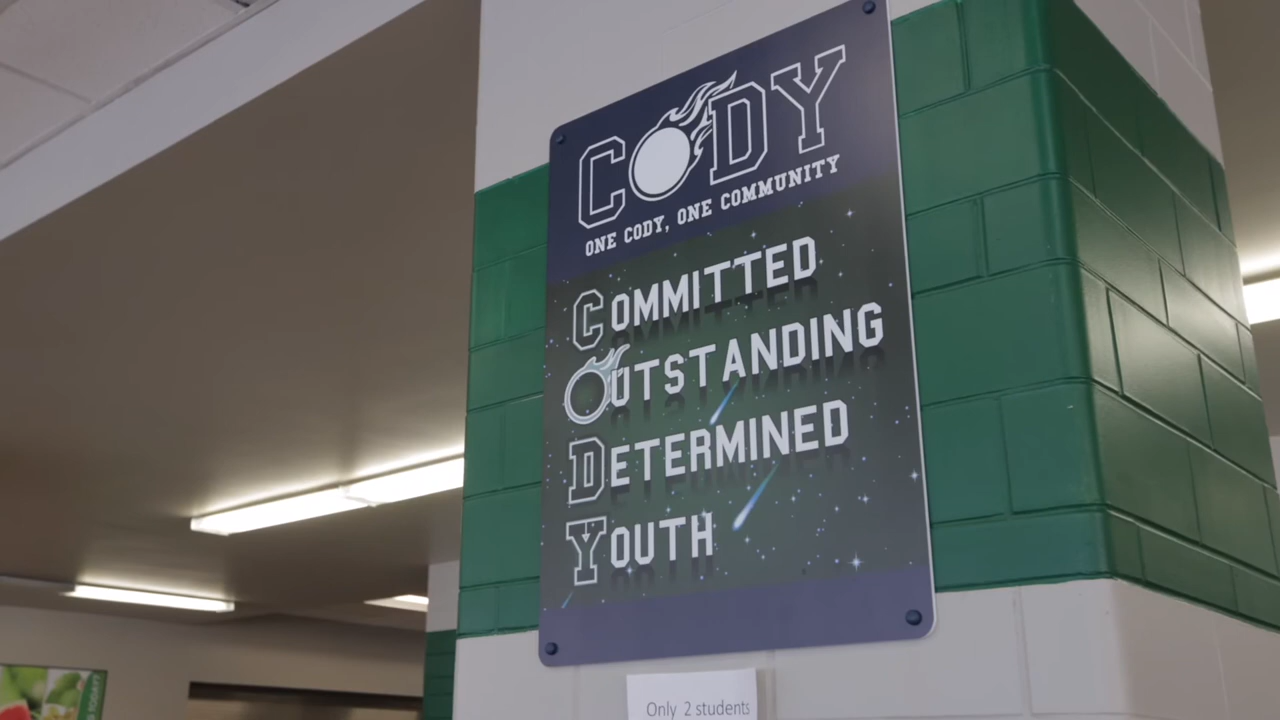 CODY
ONE CODY, ONE COMMUNITY
COMMITTED
OUTSTANDING
DETERMINED
YOUTH
Only 2 students